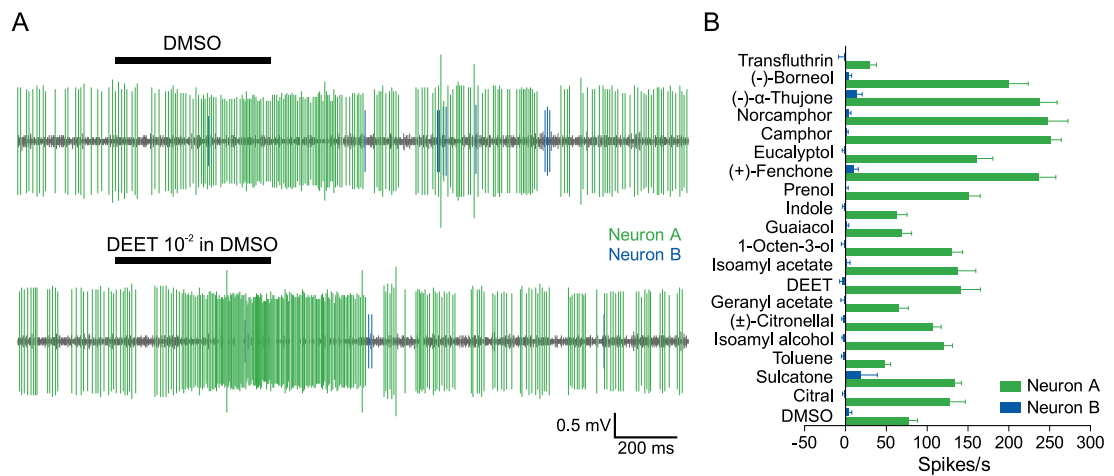 A
DMSO
DEET 10⁻² in DMSO
Neuron A
Neuron B
0.5 mV
200 ms
B
Transfluthrin
(-)-Borneol
(-)-α-Thujone
Norcamphor
Camphor
Eucalyptol
(+)-Fenchone
Prenol
Indole
Guaiacol
1-Octen-3-ol
Isoamyl acetate
DEET
Geranyl acetate
(±)-Citronellal
Isoamyl alcohol
Toluene
Sulcatone
Citral
DMSO
Neuron A
Neuron B
-50 0 50 100 150 200 250 300
Spikes/s